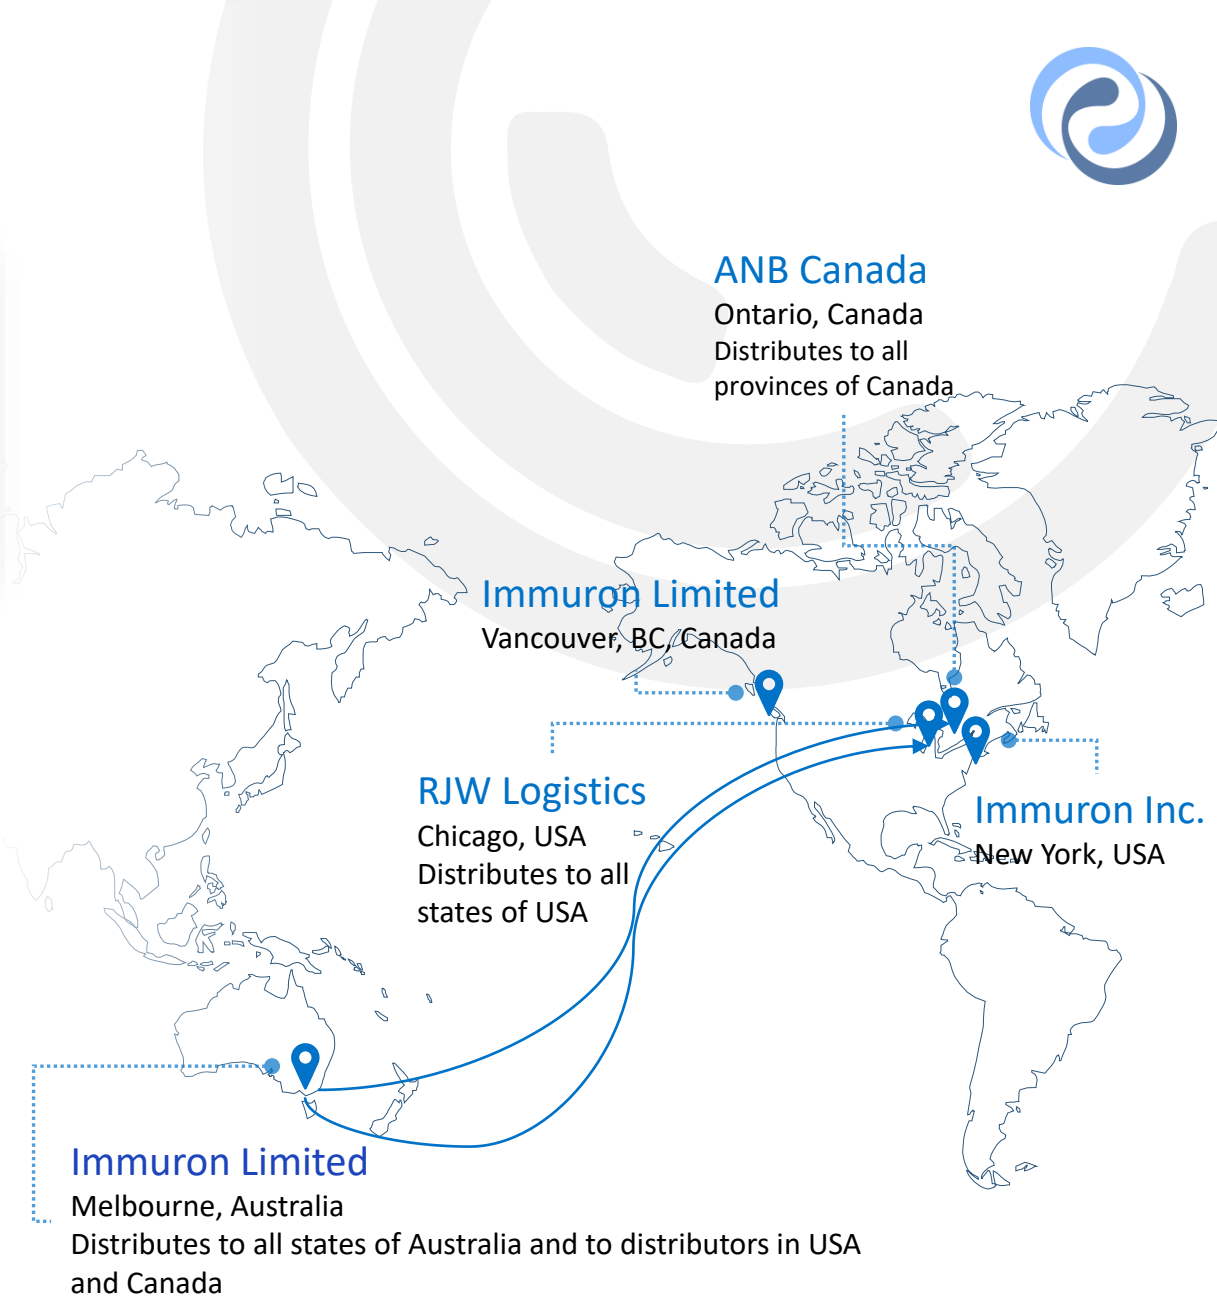 ANB Canada
Ontario, Canada
Distributes to all
provinces of Canada
Immuron Limited
Vancouver, BC, Canada
RJW Logistics
Chicago, USA
Distributes to all
states of USA
Immuron Inc.
New York, USA
Immuron Limited
Melbourne, Australia
Distributes to all states of Australia and to distributors in USA
and Canada